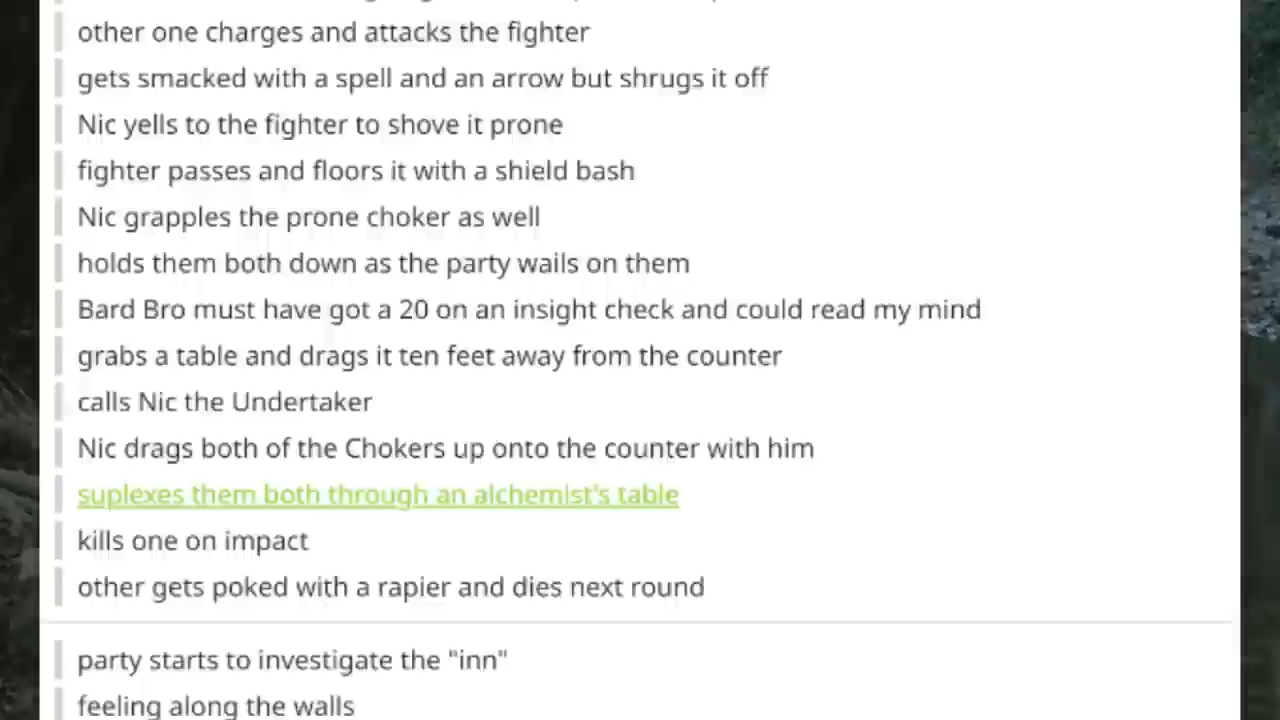 other one charges and attacks the fighter
gets smacked with a spell and an arrow but shrugs it off
Nic yells to the fighter to shove it prone
fighter passes and floors it with a shield bash
Nic grapples the prone choker as well
holds them both down as the party wails on them
Bard Bro must have got a 20 on an insight check and could read my mind
grabs a table and drags it ten feet away from the counter
calls Nic the Undertaker
Nic drags both of the Chokers up onto the counter with him
suplexes them both through an alchemist's table
kills one on impact
other gets poked with a rapier and dies next round
party starts to investigate the "inn"
feeling along the walls